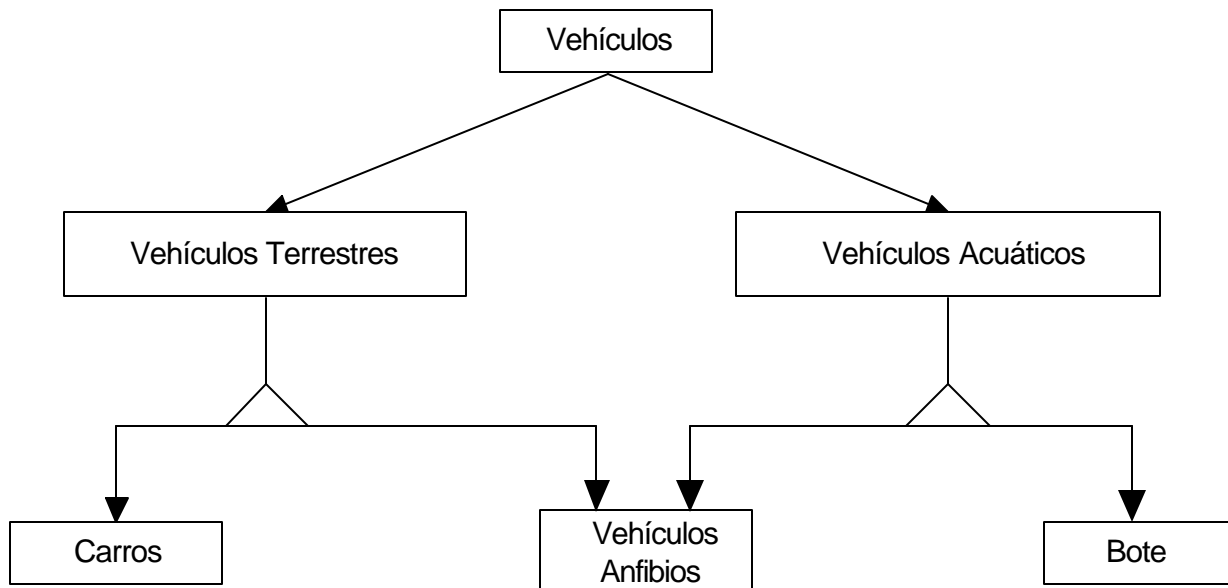 Vehículos
Vehículos Terrestres
Vehículos Acuáticos
Carros
Vehículos
Anfibios
Bote